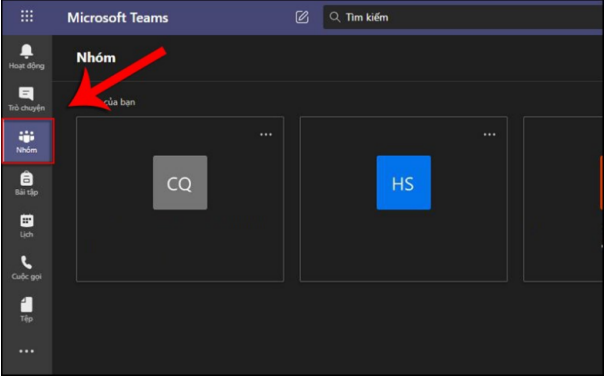 Microsoft Teams
Tìm kiếm
Hoạt động
Trò chuyện
Nhóm
Bài tập
Lịch
Cuộc gọi
Tệp
Nhóm
của bạn
CQ
HS